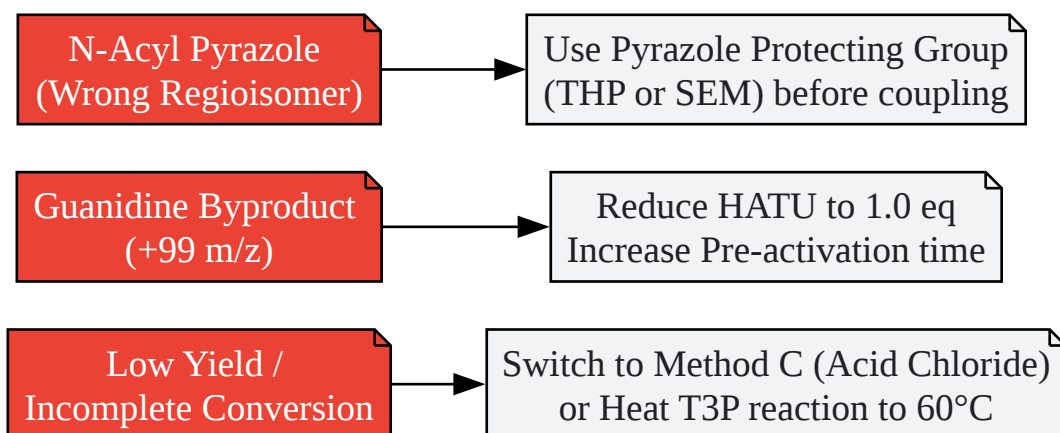 N-Acyl Pyrazole
(Wrong Regioisomer)
Use Pyrazole Protecting Group
(THP or SEM) before coupling
Guanidine Byproduct
(+99 m/z)
Reduce HATU to 1.0 eq
Increase Pre-activation time
Low Yield /
Incomplete Conversion
Switch to Method C (Acid Chloride)
or Heat T3P reaction to 60°C